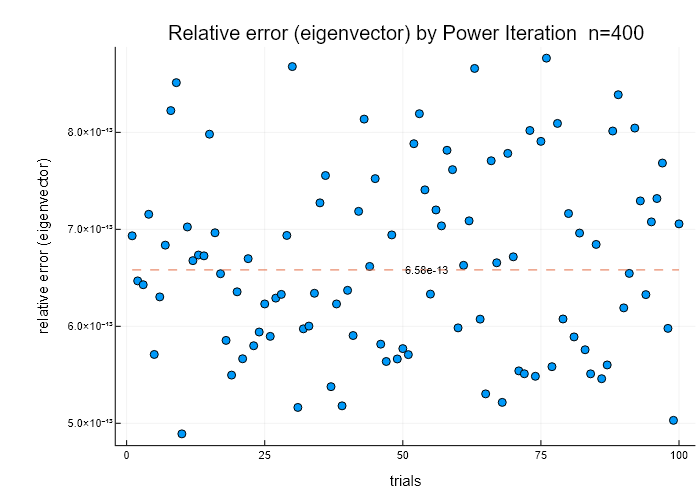 Relative error (eigenvector) by Power Iteration  n=400
relative error (eigenvector)
8.0×10⁻¹³
7.0×10⁻¹³
6.58e-13
6.0×10⁻¹³
5.0×10⁻¹³
0 25 50 75 100
trials